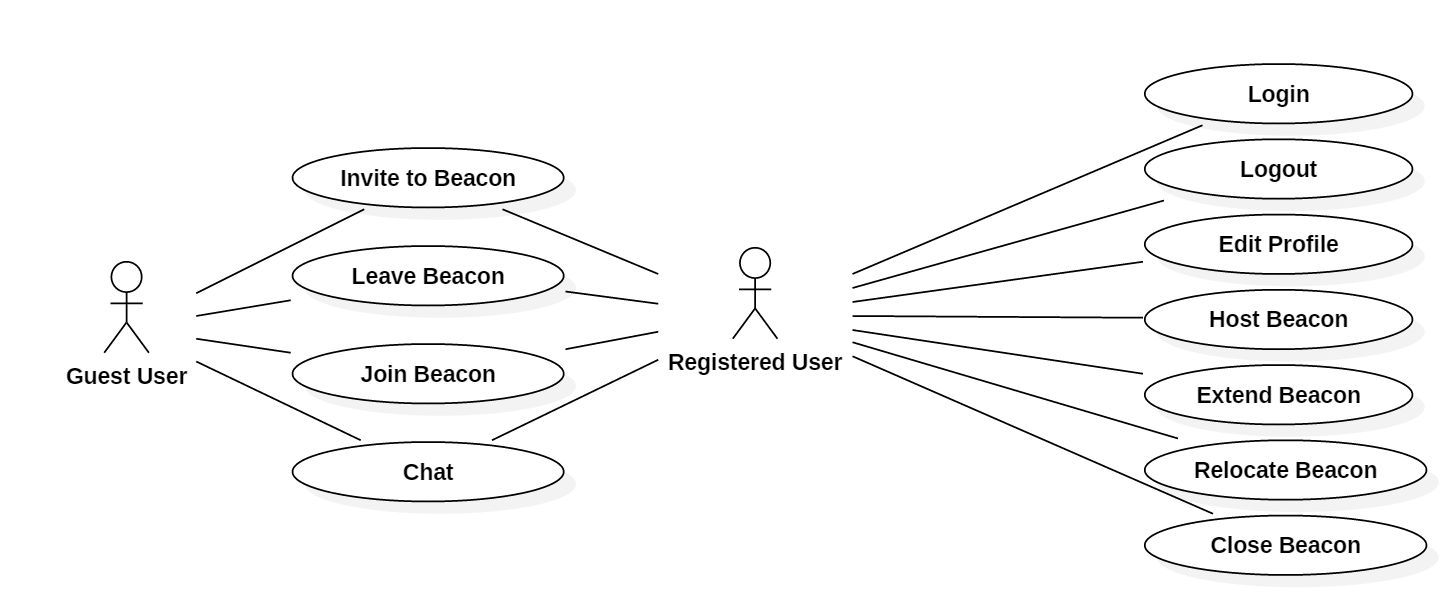 Guest User
Invite to Beacon
Leave Beacon
Join Beacon
Chat
Registered User
Login
Logout
Edit Profile
Host Beacon
Extend Beacon
Relocate Beacon
Close Beacon